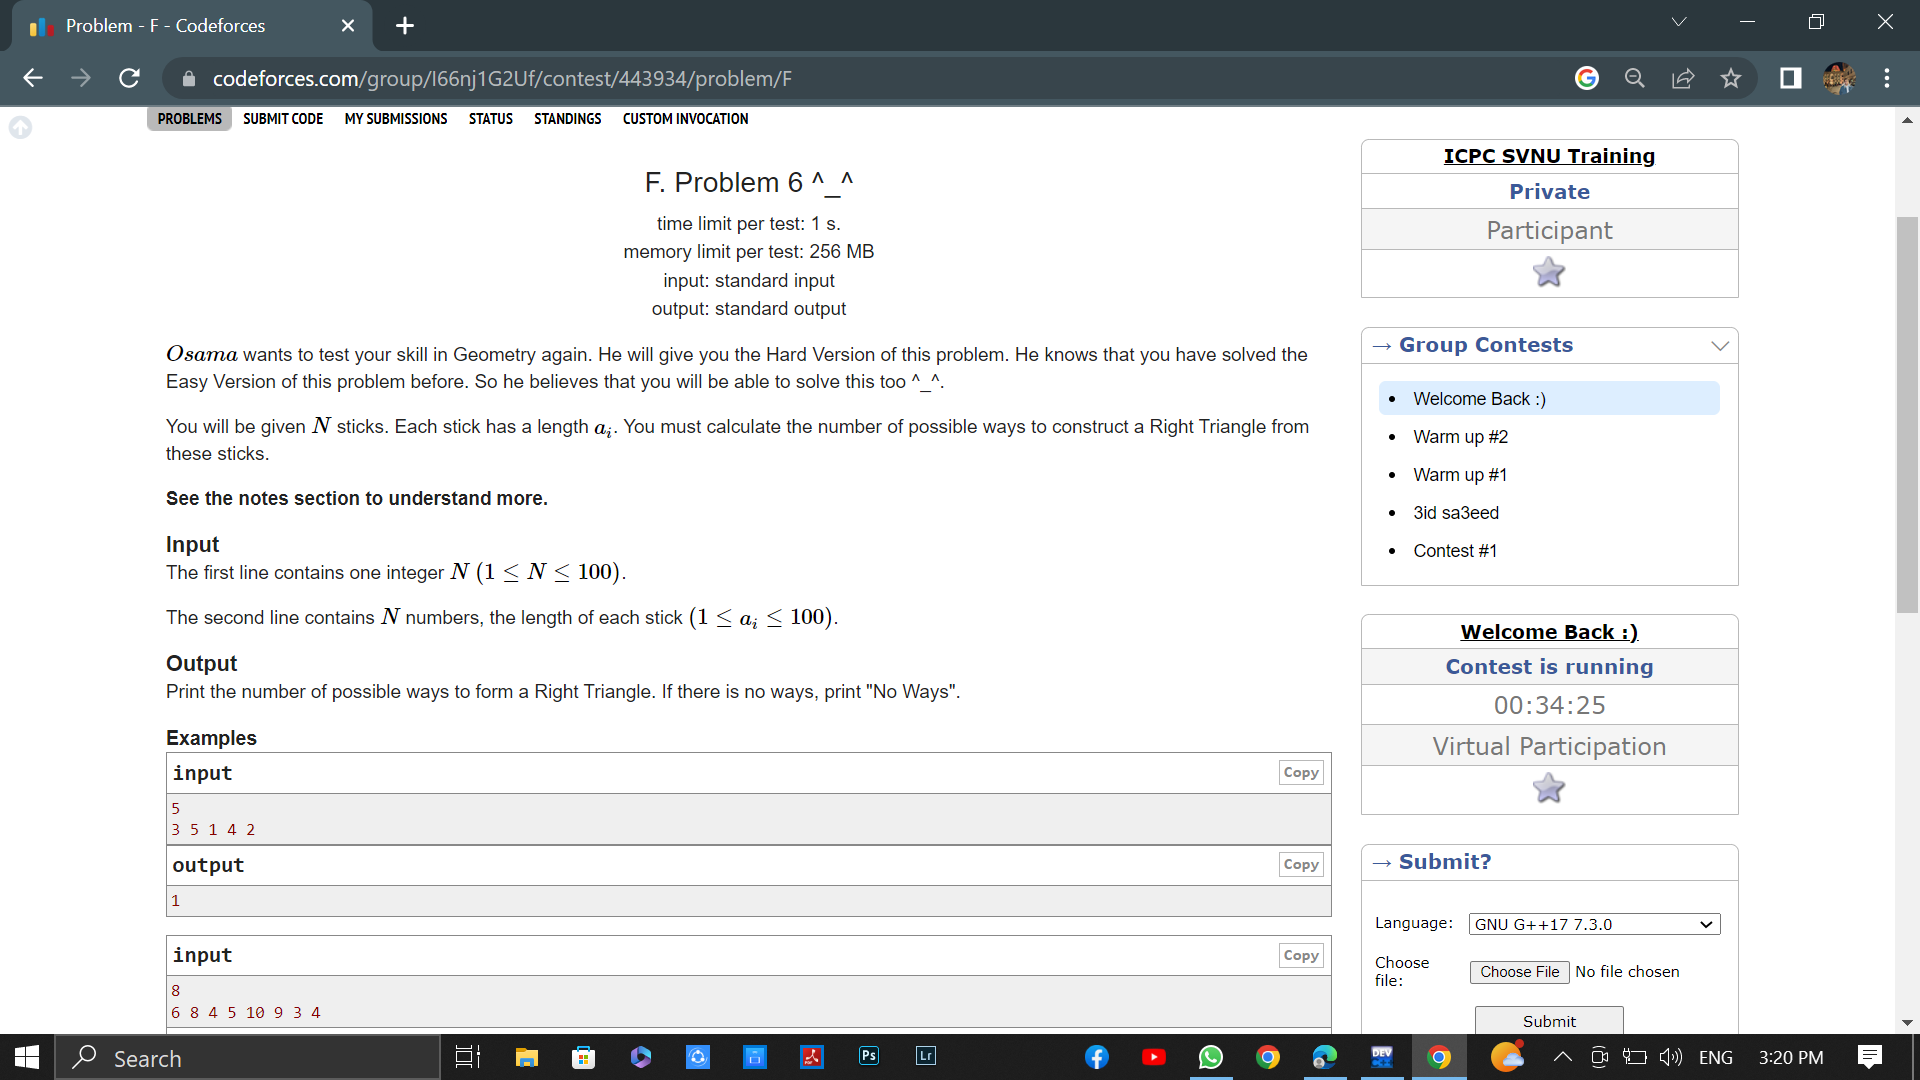 Problem - F - Codeforces
codeforces.com/group/I66nj1G2Uf/contest/443934/problem/F
PROBLEMS SUBMIT CODE MY SUBMISSIONS STATUS STANDINGS CUSTOM INVOCATION
F. Problem 6 ^_^
time limit per test: 1 s.
memory limit per test: 256 MB
input: standard input
output: standard output
Osama wants to test your skill in Geometry again. He will give you the Hard Version of this problem. He knows that you have solved the
Easy Version of this problem before. So he believes that you will be able to solve this too ^_^.
You will be given N sticks. Each stick has a length aᵢ. You must calculate the number of possible ways to construct a Right Triangle from
these sticks.
See the notes section to understand more.
Input
The first line contains one integer N (1 ≤ N ≤ 100).
The second line contains N numbers, the length of each stick (1 ≤ aᵢ ≤ 100).
Output
Print the number of possible ways to form a Right Triangle. If there is no ways, print "No Ways".
Examples
input Copy
5
3 5 1 4 2
output Copy
1
input Copy
8
6 8 4 5 10 9 3 4
ICPC SVNU Training
Private
Participant
→ Group Contests
Welcome Back :)
Warm up #2
Warm up #1
3id sa3eed
Contest #1
Welcome Back :)
Contest is running
00:34:25
Virtual Participation
→ Submit?
Language: GNU G++17 7.3.0
Choose
file: Choose File No file chosen
Submit
Search
Ps
Lr
DEV
ENG
3:20 PM